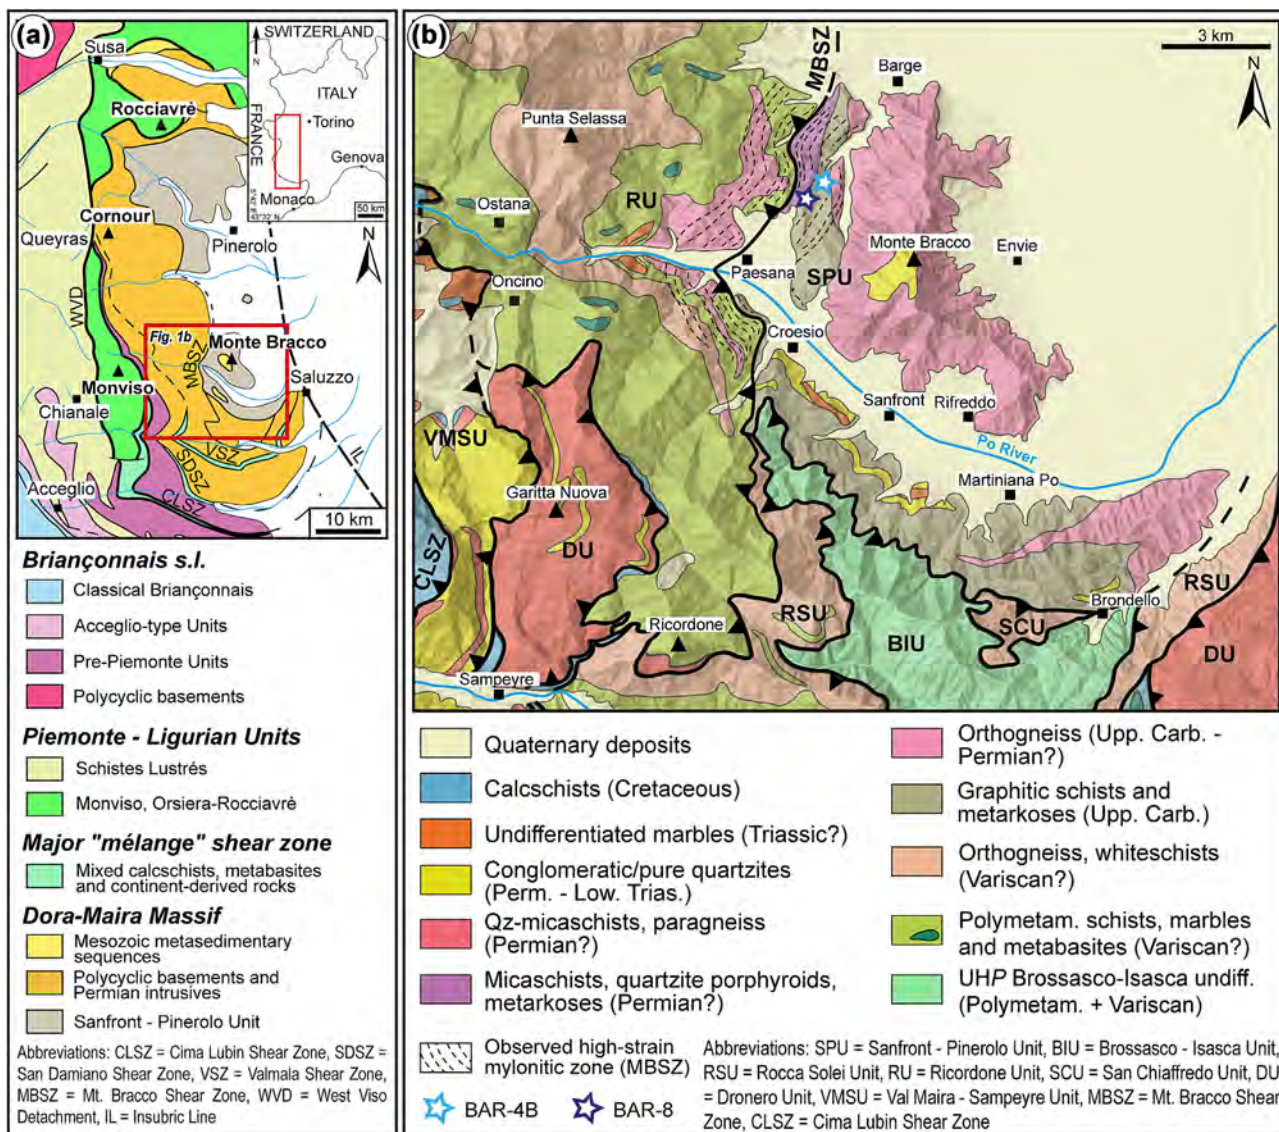 (a)
SWITZERLAND
N
ITALY
FRANCE
Torino
Genova
Monaco
50 km
Susa
Rocciavrè
Cornour
Queyras
Pinerolo
N
WVD
Fig. 1b
MBSZ
Monte Bracco
Monviso
Saluzzo
Chianale
VSZ
SDSZ
IL
Acceglio
CLSZ
10 km
Briançonnais s.l.
Classical Briançonnais
Acceglio-type Units
Pre-Piemonte Units
Polycyclic basements
Piemonte - Ligurian Units
Schistes Lustrés
Monviso, Orsiera-Rocciavrè
Major "mélange" shear zone
Mixed calcschists, metabasites
and continent-derived rocks
Dora-Maira Massif
Mesozoic metasedimentary
sequences
Polycyclic basements and
Permian intrusives
Sanfront - Pinerolo Unit
Abbreviations: CLSZ = Cima Lubin Shear Zone, SDSZ =
San Damiano Shear Zone, VSZ = Valmala Shear Zone,
MBSZ = Mt. Bracco Shear Zone, WVD = West Viso
Detachment, IL = Insubric Line
(b)
3 km
N
MBSZ
Barge
Punta Selassa
RU
Ostana
Monte Bracco
Envie
Paesana
SPU
Oncino
Croesio
Sanfront
Rifreddo
VMSU
Po River
Garitta Nuova
Martiniana Po
DU
CLSZ
RSU
Brondello
RSU
SCU
Ricordone
BIU
DU
Sampeyre
Quaternary deposits
Calcschists (Cretaceous)
Undifferentiated marbles (Triassic?)
Conglomeratic/pure quartzites
(Perm. - Low. Trias.)
Qz-micaschists, paragneiss
(Permian?)
Micaschists, quartzite porphyroids,
metarkoses (Permian?)
Orthogneiss (Upp. Carb. -
Permian?)
Graphitic schists and
metarkoses (Upp. Carb.)
Orthogneiss, whiteschists
(Variscan?)
Polymetam. schists, marbles
and metabasites (Variscan?)
UHP Brossasco-Isasca undiff.
(Polymetam. + Variscan)
Observed high-strain
mylonitic zone (MBSZ)
BAR-4B
BAR-8
Abbreviations: SPU = Sanfront - Pinerolo Unit, BIU = Brossasco - Isasca Unit,
RSU = Rocca Solei Unit, RU = Ricordone Unit, SCU = San Chiaffredo Unit, DU
= Dronero Unit, VMSU = Val Maira - Sampeyre Unit, MBSZ = Mt. Bracco Shear
Zone, CLSZ = Cima Lubin Shear Zone